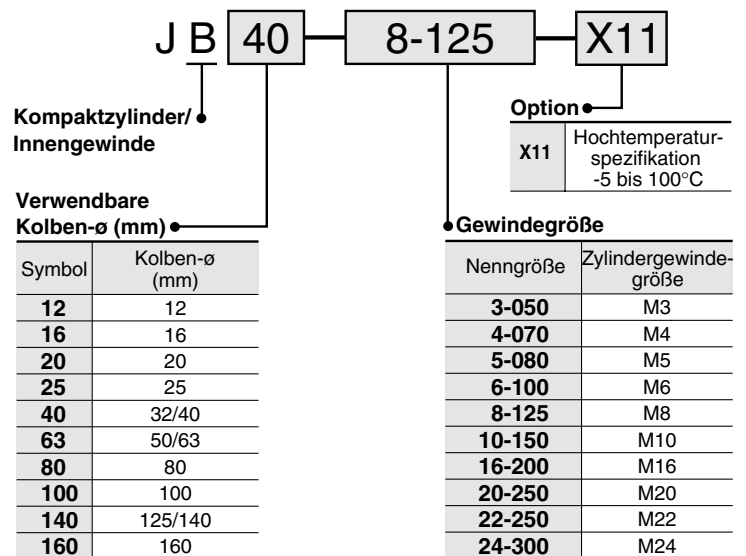 JB 40 8-125 X11
Kompaktzylinder/
Innengewinde
Option
X11 Hochtemperatur-
spezifikation
-5 bis 100°C
Verwendbare
Kolben-ø (mm)
Symbol Kolben-ø
(mm)
12 12
16 16
20 20
25 25
40 32/40
63 50/63
80 80
100 100
140 125/140
160 160
Gewindegröße
Nenngröße Zylindergewinde-
größe
3-050 M3
4-070 M4
5-080 M5
6-100 M6
8-125 M8
10-150 M10
16-200 M16
20-250 M20
22-250 M22
24-300 M24